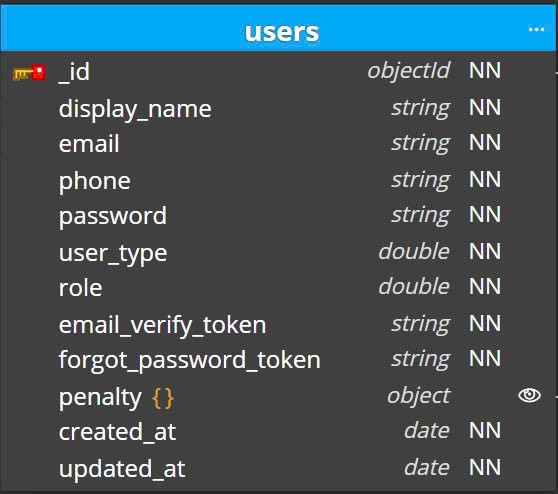 users ...
_id objectId NN
display_name string NN
email string NN
phone string NN
password string NN
user_type double NN
role double NN
email_verify_token string NN
forgot_password_token string NN
penalty {} object
created_at date NN
updated_at date NN